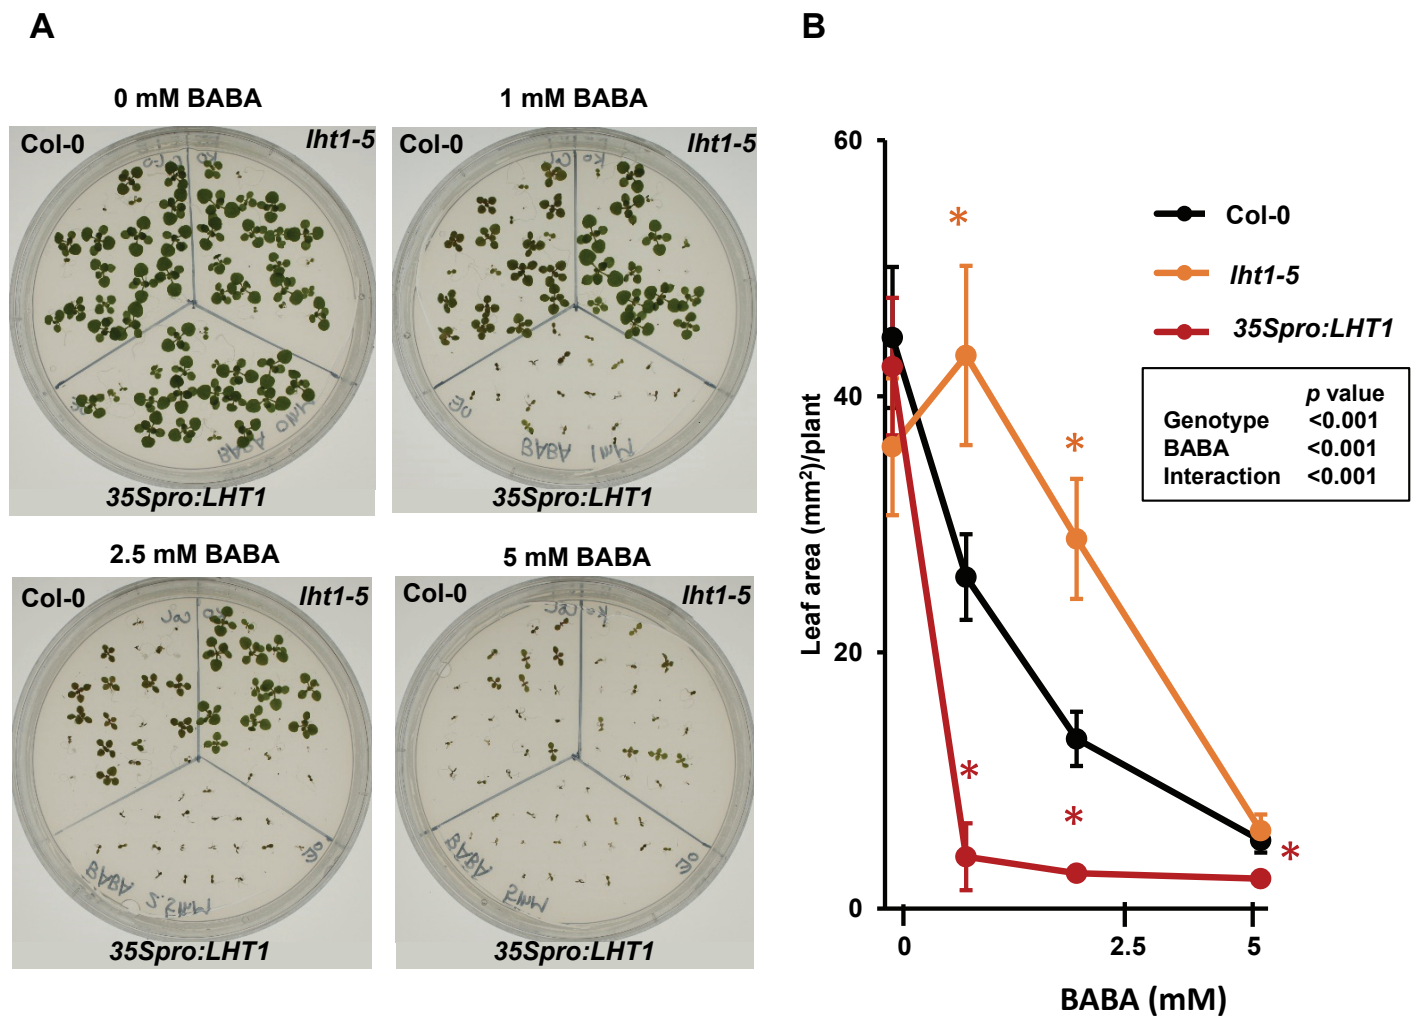 A
B
0 mM BABA
1 mM BABA
Col-0
lht1-5
Col-0
lht1-5
35Spro:LHT1
35Spro:LHT1
2.5 mM BABA
5 mM BABA
Col-0
lht1-5
Col-0
lht1-5
35Spro:LHT1
35Spro:LHT1
60
40
20
0
Leaf area (mm²)/plant
0
2.5
5
BABA (mM)
Col-0
lht1-5
35Spro:LHT1
p value
Genotype <0.001
BABA <0.001
Interaction <0.001
*
*
*
*
*